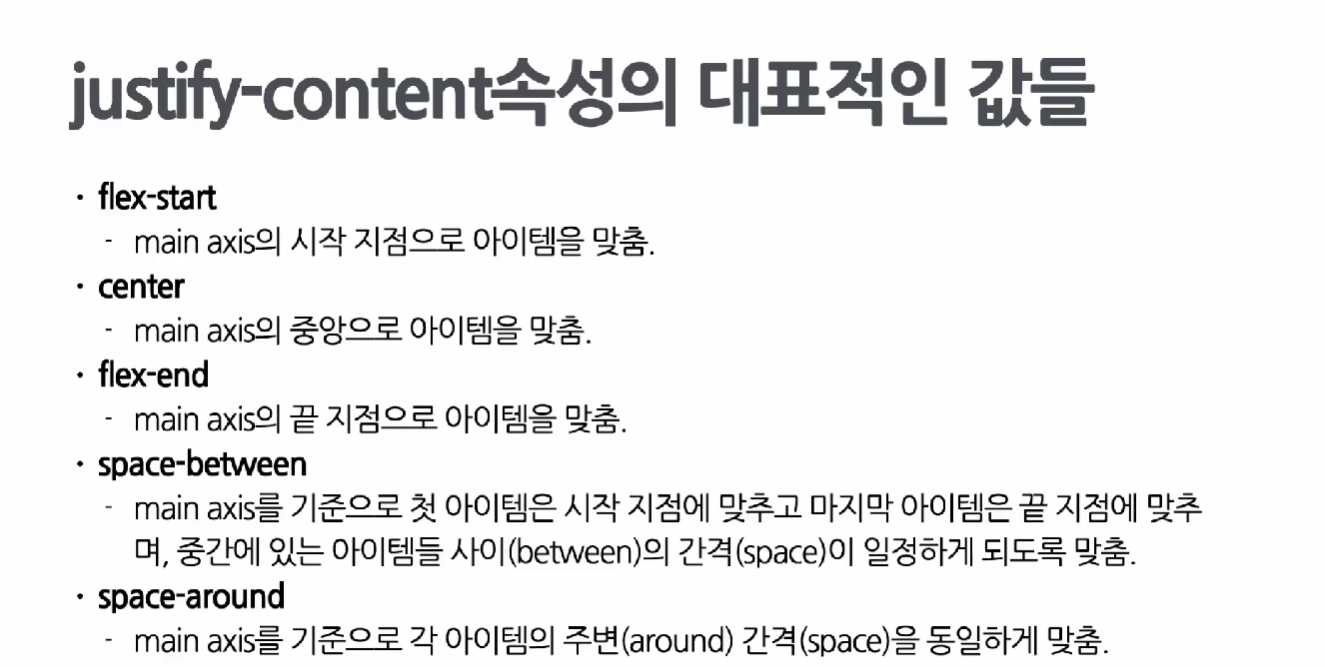 justify-content속성의 대표적인 값들
· flex-start
- main axis의 시작 지점으로 아이템을 맞춤.
· center
- main axis의 중앙으로 아이템을 맞춤.
· flex-end
- main axis의 끝 지점으로 아이템을 맞춤.
· space-between
- main axis를 기준으로 첫 아이템은 시작 지점에 맞추고 마지막 아이템은 끝 지점에 맞추
며, 중간에 있는 아이템들 사이(between)의 간격(space)이 일정하게 되도록 맞춤.
· space-around
- main axis를 기준으로 각 아이템의 주변(around) 간격(space)을 동일하게 맞춤.